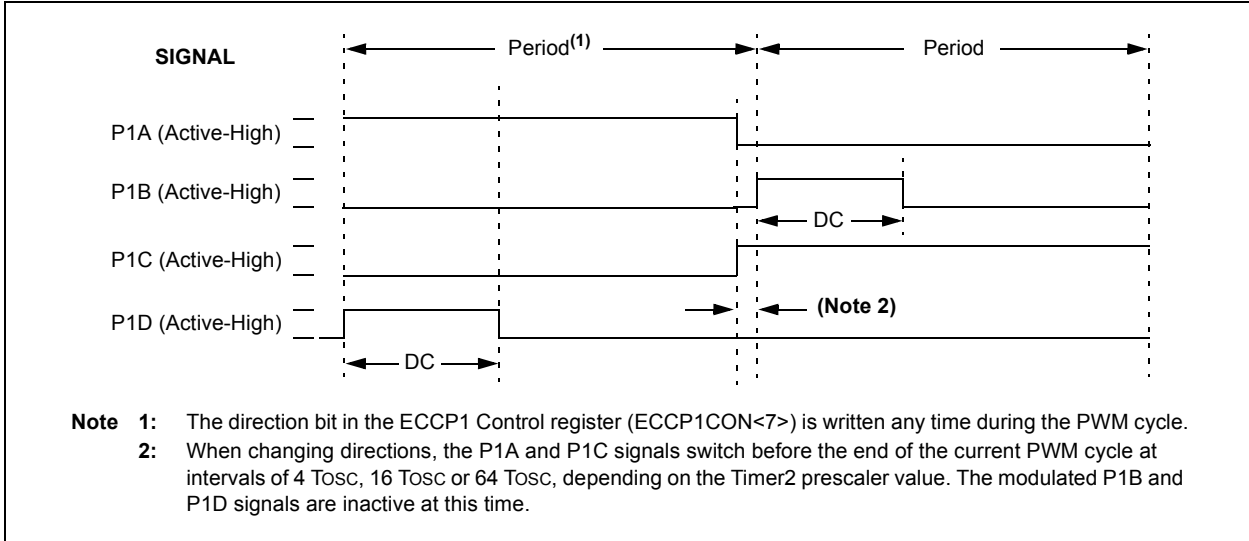 SIGNAL
Period(1)
Period
P1A (Active-High)
P1B (Active-High)
DC
P1C (Active-High)
(Note 2)
P1D (Active-High)
DC
Note 1: The direction bit in the ECCP1 Control register (ECCP1CON<7>) is written any time during the PWM cycle.
2: When changing directions, the P1A and P1C signals switch before the end of the current PWM cycle at
intervals of 4 TOSC, 16 TOSC or 64 TOSC, depending on the Timer2 prescaler value. The modulated P1B and
P1D signals are inactive at this time.